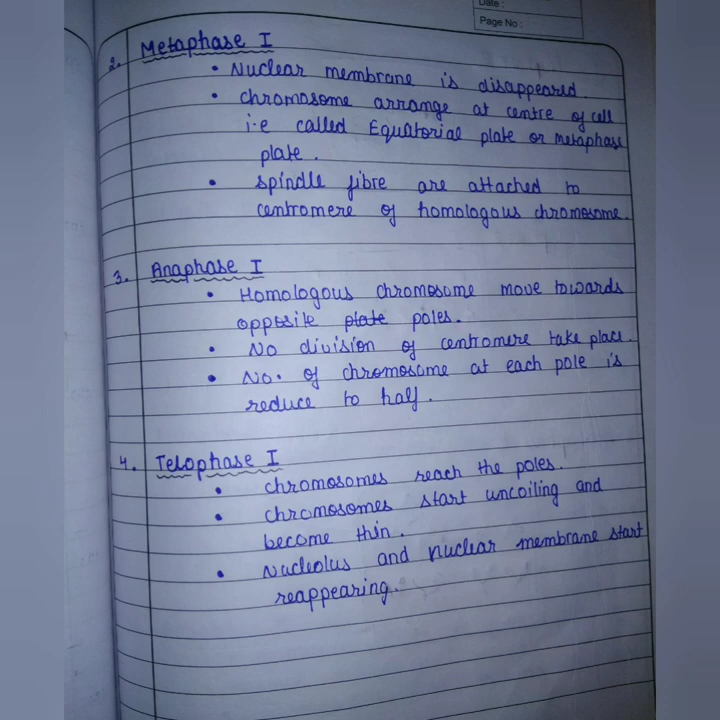 Date :
Page No :
2. Metaphase I
• Nuclear membrane is disappeared.
• chromosome arrange at centre of cell
i.e called Equatorial plate or metaphase
plate.
• spindle fibre are attached to
centromere of homologous chromosome.
3. Anaphase I
• Homologous chromosome move towards
opposite plate poles.
• No division of centromere take place.
• No. of chromosome at each pole is
reduce to half.
4. Telophase I
• chromosomes reach the poles.
• chromosomes start uncoiling and
become thin.
• Nucleolus and nuclear membrane start
reappearing.